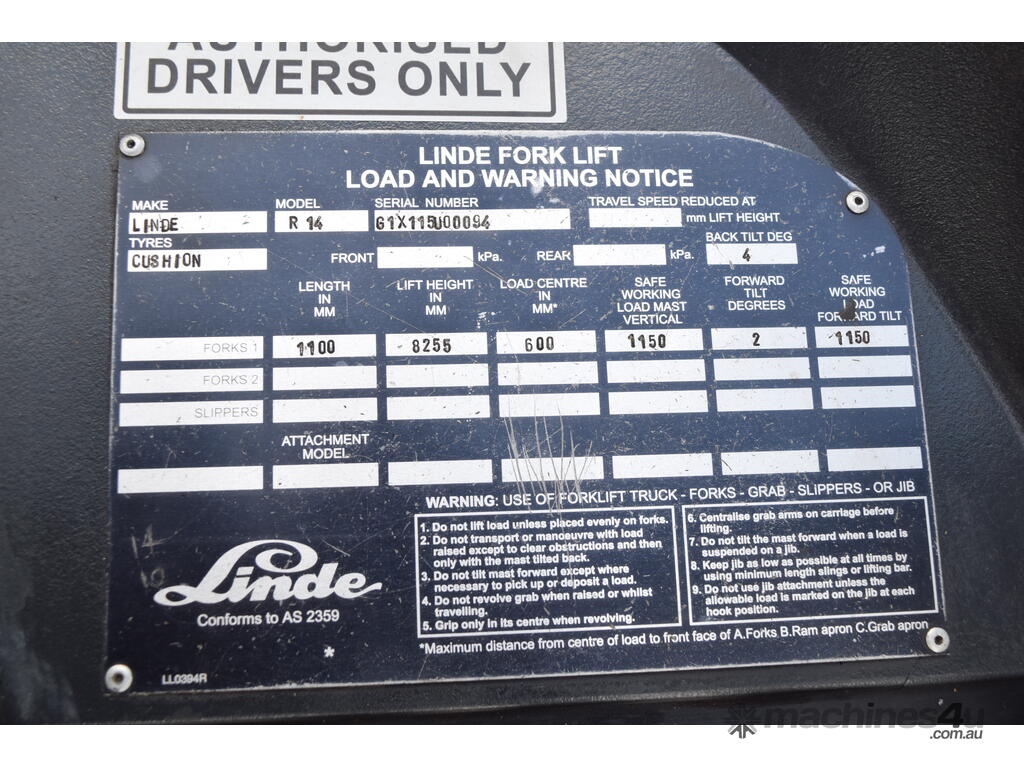 AUTHORISED
DRIVERS ONLY
LINDE FORK LIFT
LOAD AND WARNING NOTICE
MAKE MODEL SERIAL NUMBER TRAVEL SPEED REDUCED AT
LINDE R 14 G1X115U00094 mm LIFT HEIGHT
TYRES BACK TILT DEG
CUSHION FRONT kPa. REAR kPa. 4
LENGTH IN MM
LIFT HEIGHT IN MM
LOAD CENTRE IN MM*
SAFE WORKING LOAD MAST VERTICAL
FORWARD TILT DEGREES
SAFE WORKING LOAD FORWARD TILT
FORKS 1 1100 8255 600 1150 2 1150
FORKS 2
SLIPPERS
ATTACHMENT
MODEL
WARNING: USE OF FORKLIFT TRUCK - FORKS - GRAB - SLIPPERS - OR JIB
1. Do not lift load unless placed evenly on forks.
2. Do not transport or manoeuvre with load
raised except to clear obstructions and then
only with the mast tilted back.
3. Do not tilt mast forward except where
necessary to pick up or deposit a load.
4. Do not revolve grab when raised or whilst
travelling.
5. Grip only in its centre when revolving.
6. Centralise grab arms on carriage before
lifting.
7. Do not tilt the mast forward when a load is
suspended on a jib.
8. Keep jib as low as possible at all times by
using minimum length slings or lifting bar.
9. Do not use jib attachment unless the
allowable load is marked on the jib at each
hook position.
*Maximum distance from centre of load to front face of A.Forks B.Ram apron C.Grab apron
14
Linde
Conforms to AS 2359
*
LL0394R
machines4u
.com.au